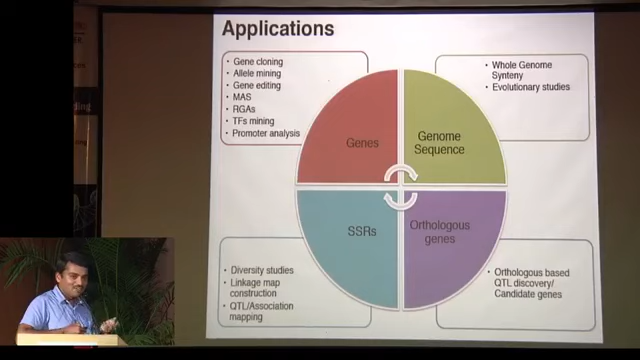 Applications
• Gene cloning
• Allele mining
• Gene editing
• MAS
• RGAs
• TFs mining
• Promoter analysis
• Whole Genome
Synteny
• Evolutionary studies
Genes
Genome
Sequence
SSRs
Orthologous
genes
• Diversity studies
• Linkage map
construction
• QTL/Association
mapping
• Orthologous based
QTL discovery/
Candidate genes